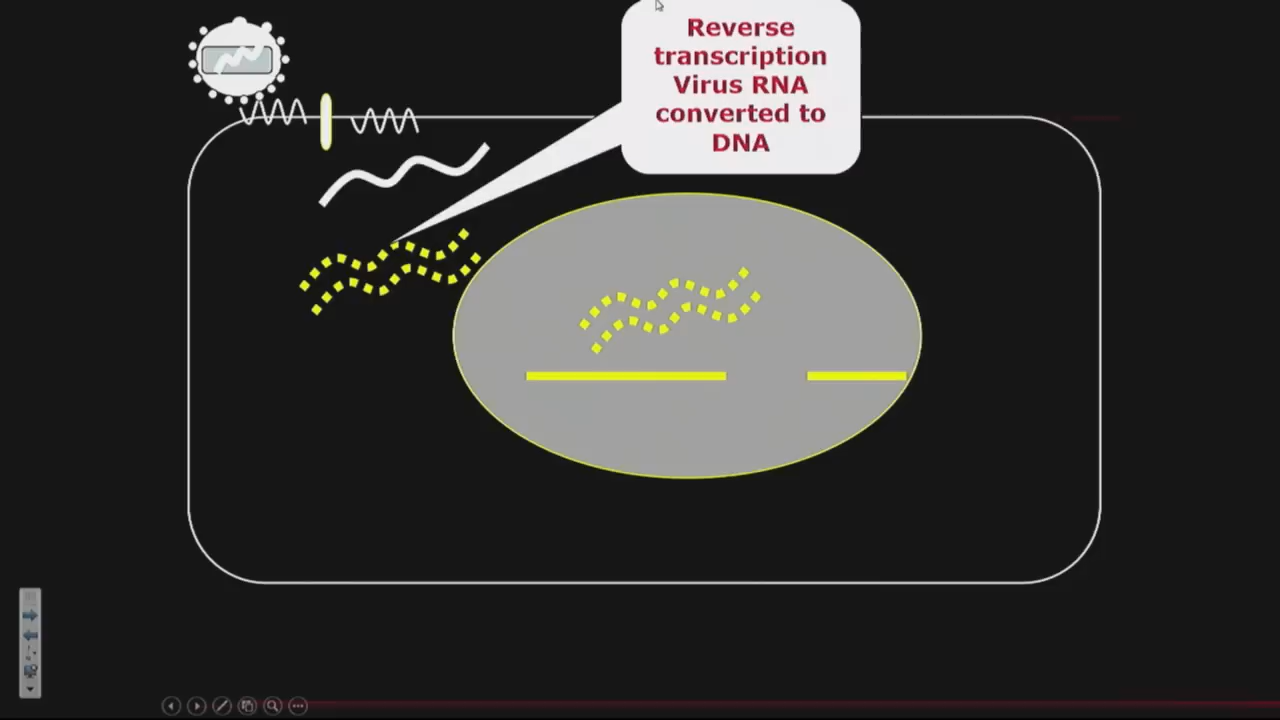 Reverse
transcription
Virus RNA
converted to
DNA